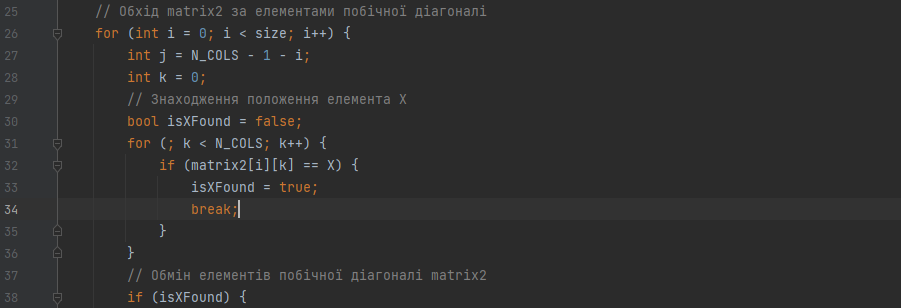 25 // Обхід matrix2 за елементами побічної діагоналі
26 for (int i = 0; i < size; i++) {
27 int j = N_COLS - 1 - i;
28 int k = 0;
29 // Знаходження положення елемента X
30 bool isXFound = false;
31 for (; k < N_COLS; k++) {
32 if (matrix2[i][k] == X) {
33 isXFound = true;
34 break;
35 }
36 }
37 // Обмін елементів побічної діагоналі matrix2
38 if (isXFound) {